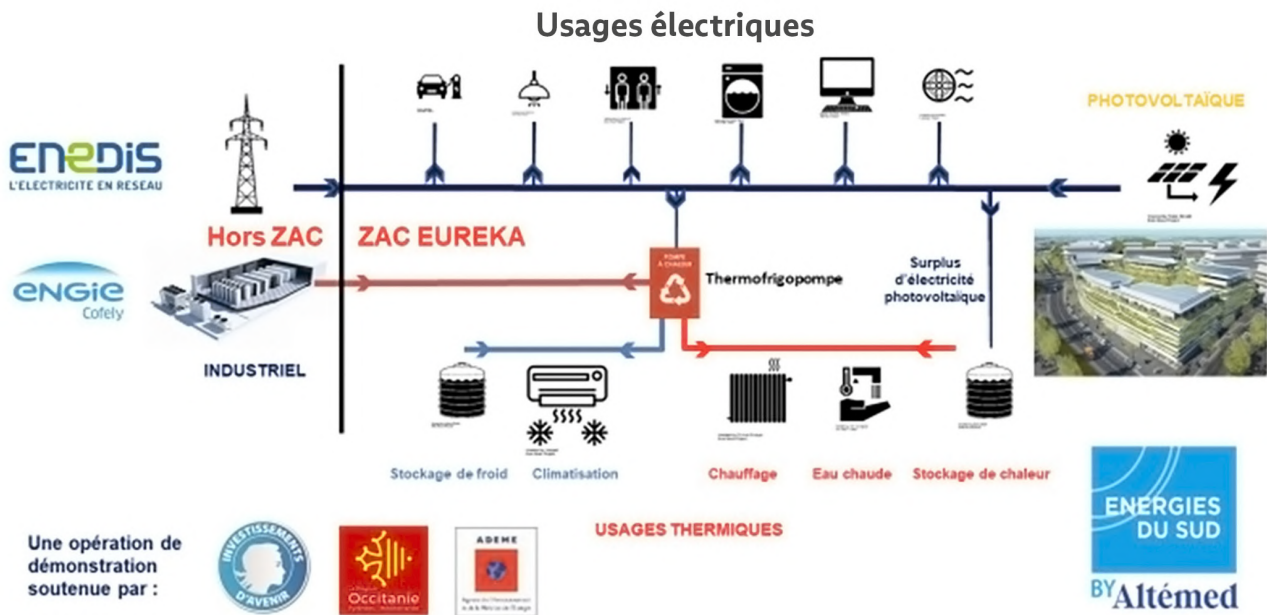 Usages électriques
PHOTOVOLTAÏQUE
ENEDIS
L'ELECTRICITE EN RESEAU
Hors ZAC
ZAC EUREKA
POMPE
À CHALEUR
Thermofrigopompe
Surplus
d'électricité
photovoltaïque
ENGIE
Cofely
INDUSTRIEL
Stockage de froid
Climatisation
Chauffage
Eau chaude
Stockage de chaleur
USAGES THERMIQUES
Une opération de
démonstration
soutenue par :
INVESTISSEMENTS
D'AVENIR
Occitanie
ADEME
ENERGIES
DU SUD
BY Altémed